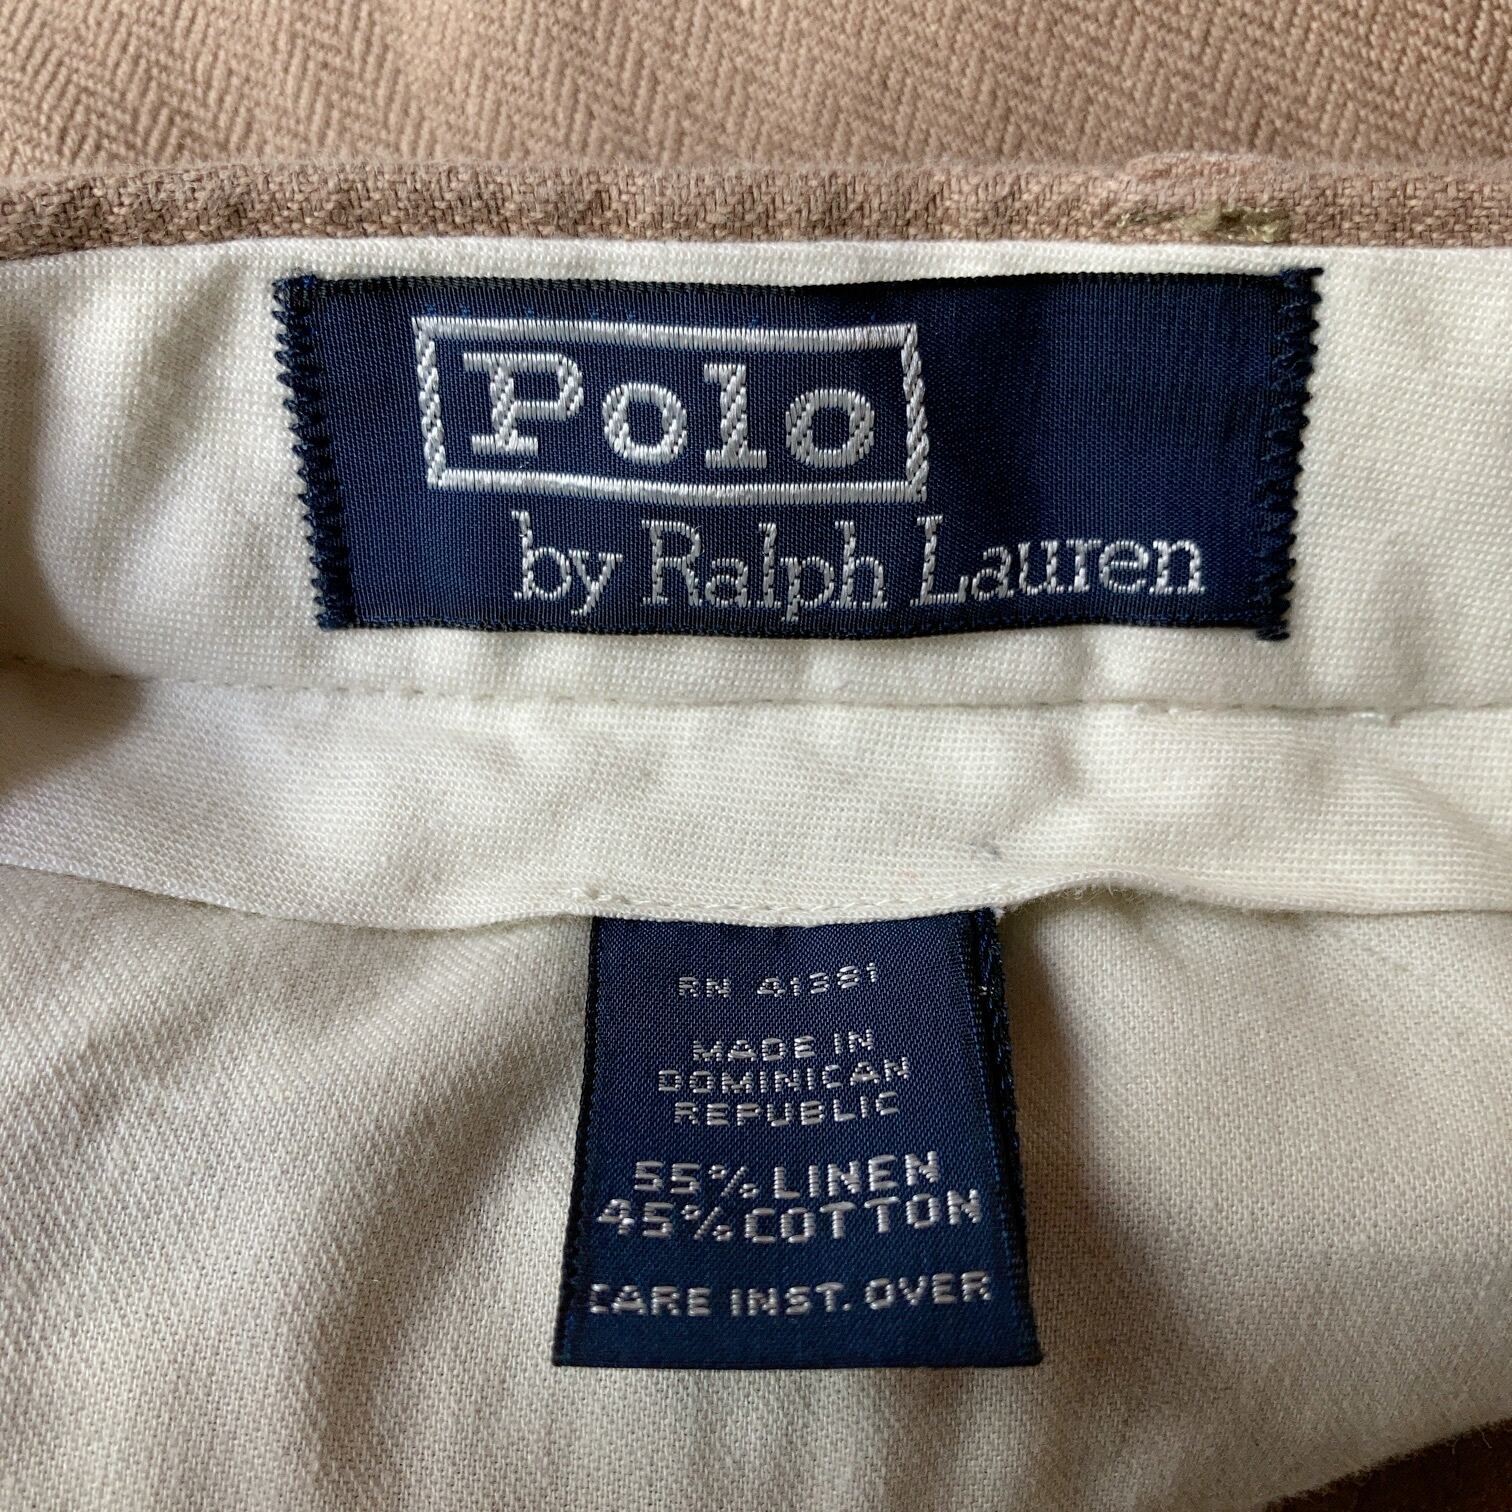 Polo
by Ralph Lauren
RN 41381
MADE IN
DOMINICAN
REPUBLIC
55% LINEN
45% COTTON
CARE INST. OVER